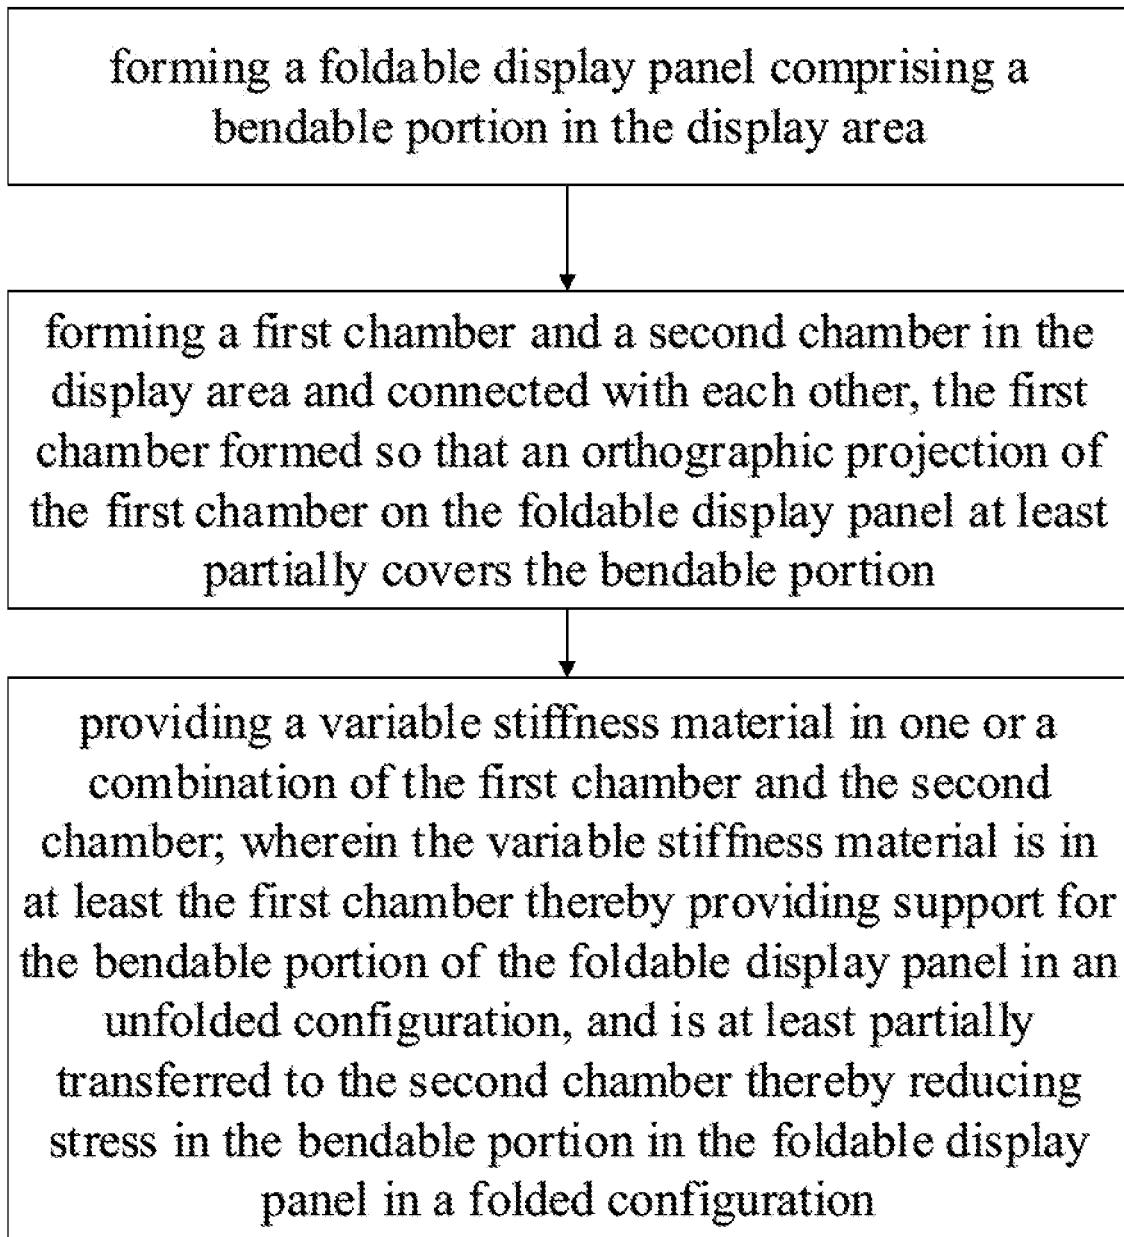 forming a foldable display panel comprising a
bendable portion in the display area
forming a first chamber and a second chamber in the
display area and connected with each other, the first
chamber formed so that an orthographic projection of
the first chamber on the foldable display panel at least
partially covers the bendable portion
providing a variable stiffness material in one or a
combination of the first chamber and the second
chamber; wherein the variable stiffness material is in
at least the first chamber thereby providing support for
the bendable portion of the foldable display panel in an
unfolded configuration, and is at least partially
transferred to the second chamber thereby reducing
stress in the bendable portion in the foldable display
panel in a folded configuration